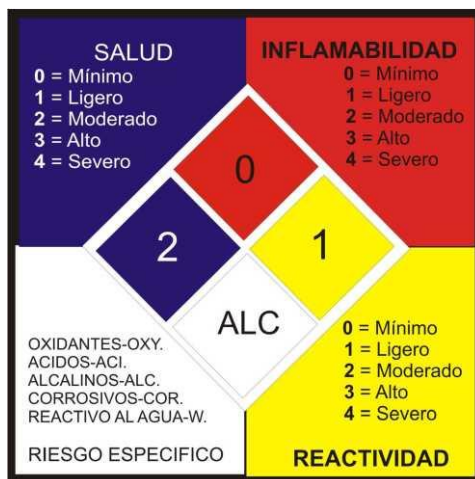 SALUD
0 = Mínimo
1 = Ligero
2 = Moderado
3 = Alto
4 = Severo
INFLAMABILIDAD
0 = Mínimo
1 = Ligero
2 = Moderado
3 = Alto
4 = Severo
0
2
1
ALC
OXIDANTES-OXY.
ACIDOS-ACI.
ALCALINOS-ALC.
CORROSIVOS-COR.
REACTIVO AL AGUA-W.
RIESGO ESPECIFICO
0 = Mínimo
1 = Ligero
2 = Moderado
3 = Alto
4 = Severo
REACTIVIDAD